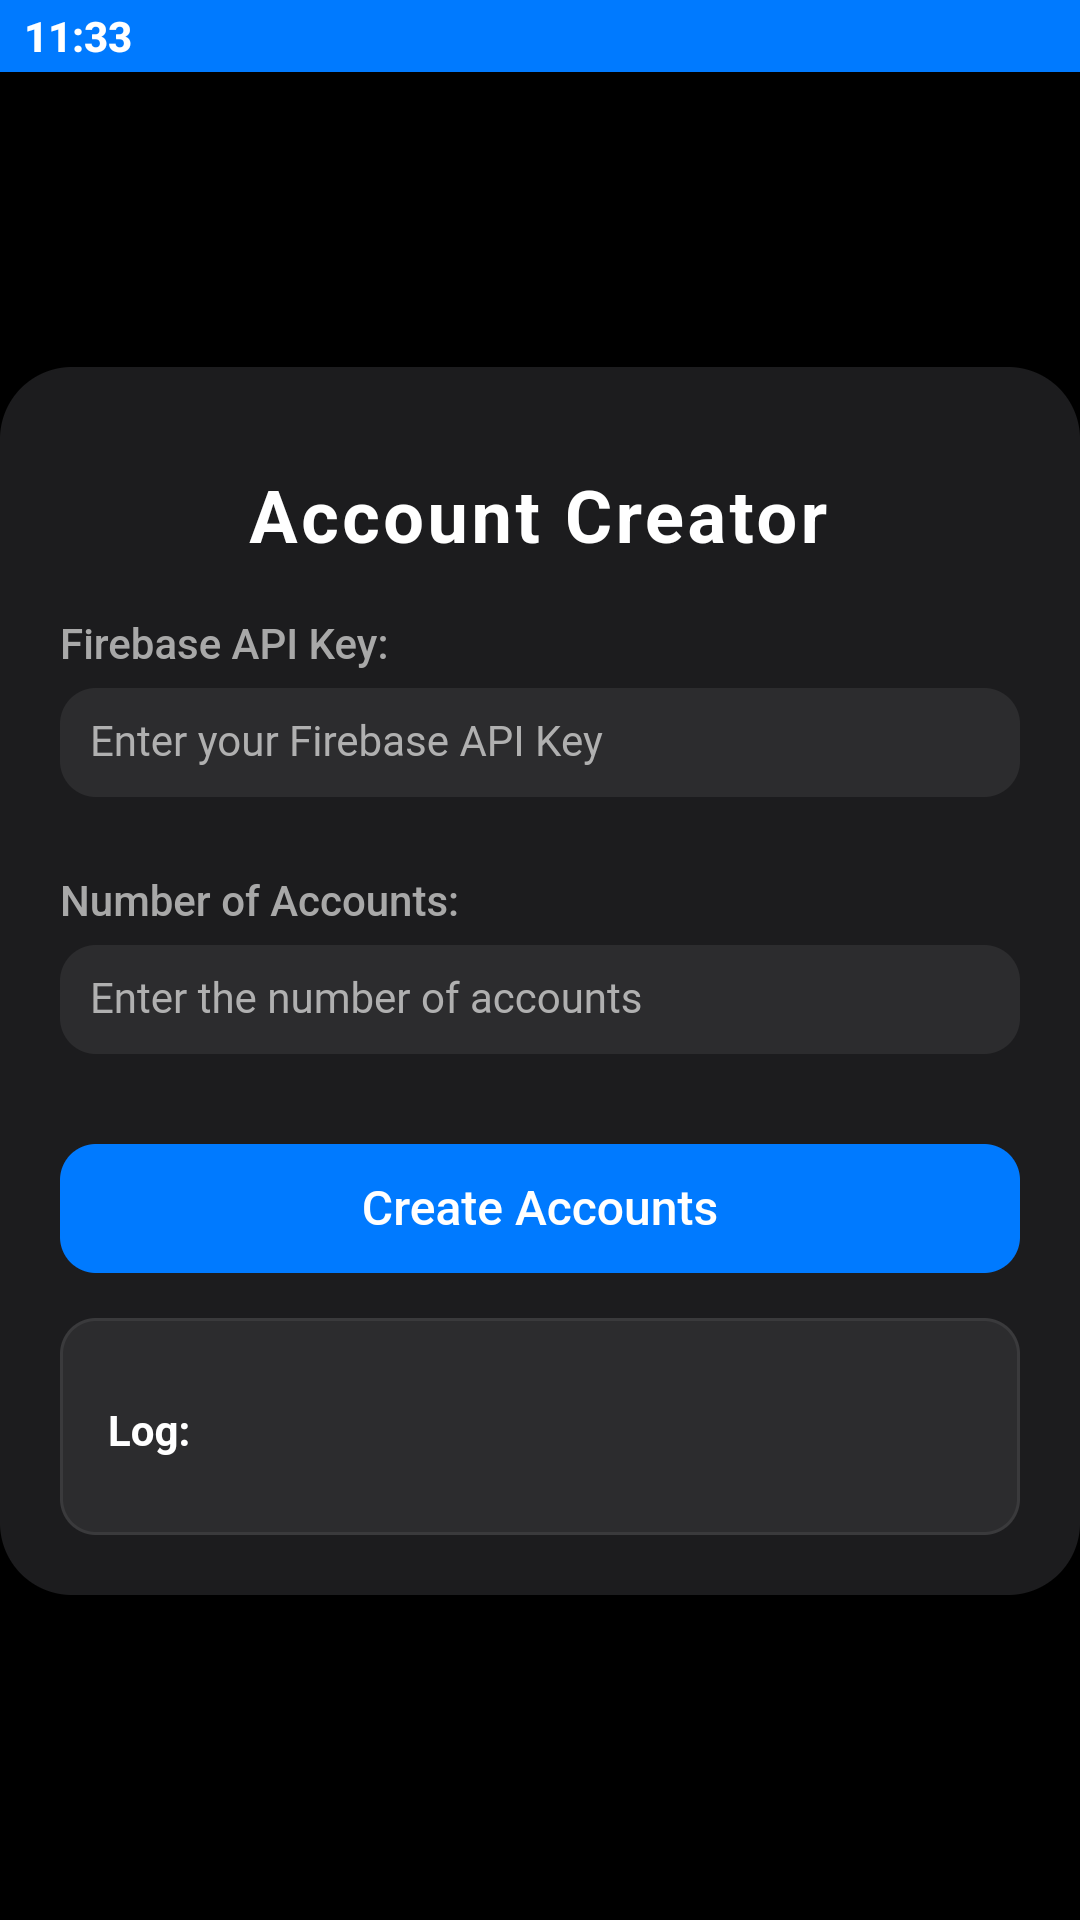 11:33
Account Creator
Firebase API Key:
Enter your Firebase API Key
Number of Accounts:
Enter the number of accounts
Create Accounts
Log: